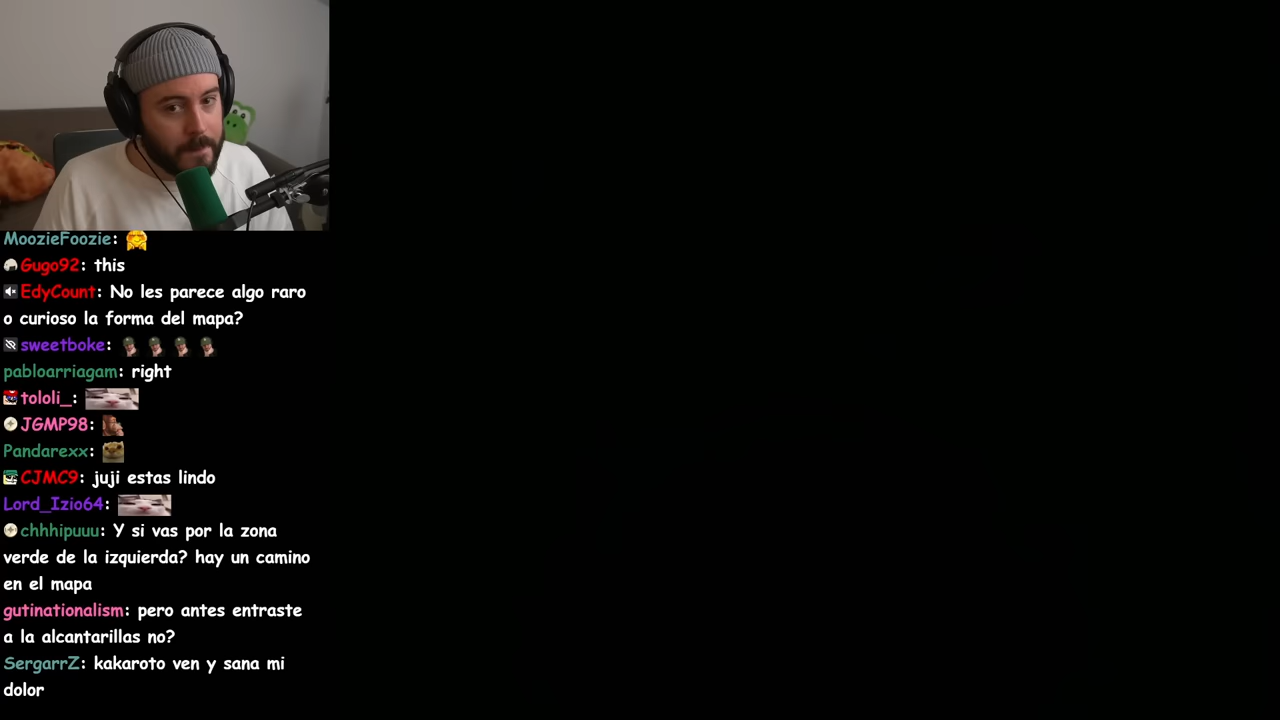 MoozieFoozie:
Gugo92: this
EdyCount: No les parece algo raro
o curioso la forma del mapa?
sweetboke:
pabloarriagam: right
tololi_:
JGMP98:
Pandarexx:
CJMC9: juji estas lindo
Lord_Izio64:
chhhipuuu: Y si vas por la zona
verde de la izquierda? hay un camino
en el mapa
gutinationalism: pero antes entraste
a la alcantarillas no?
SergarrZ: kakaroto ven y sana mi
dolor